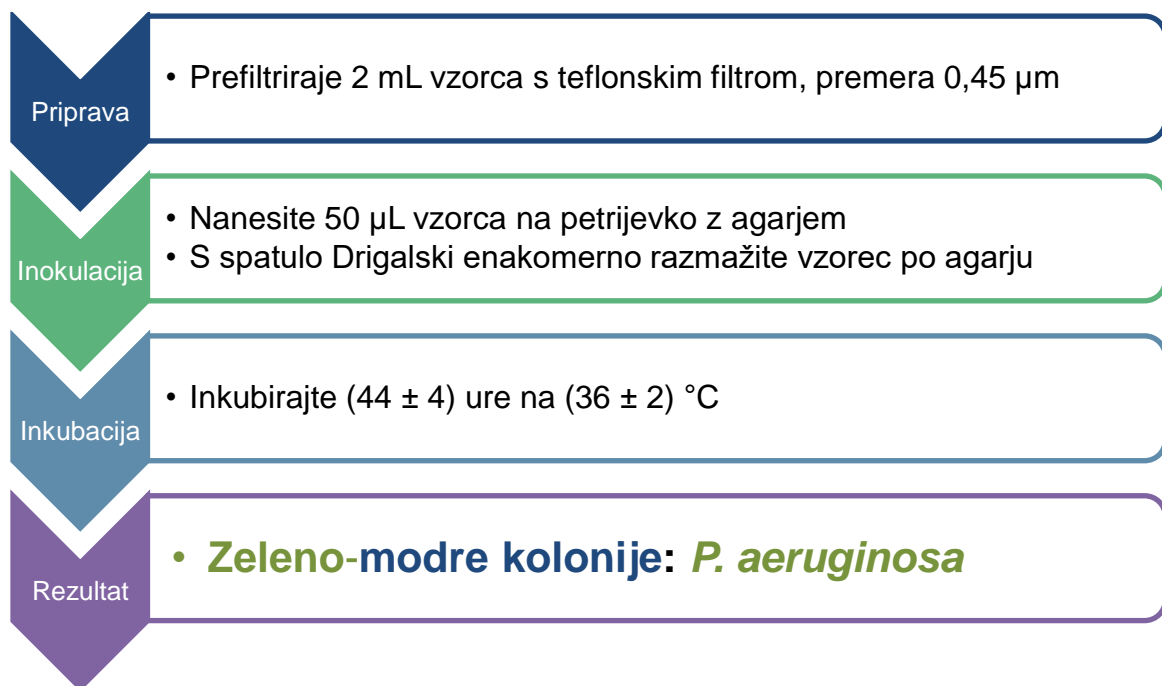 Priprava
• Prefiltriraje 2 mL vzorca s teflonskim filtrom, premera 0,45 µm
Inokulacija
• Nanesite 50 µL vzorca na petrijevko z agarjem
• S spatulo Drigalski enakomerno razmažite vzorec po agarju
Inkubacija
• Inkubirajte (44 ± 4) ure na (36 ± 2) °C
Rezultat
• Zeleno-modre kolonije: P. aeruginosa